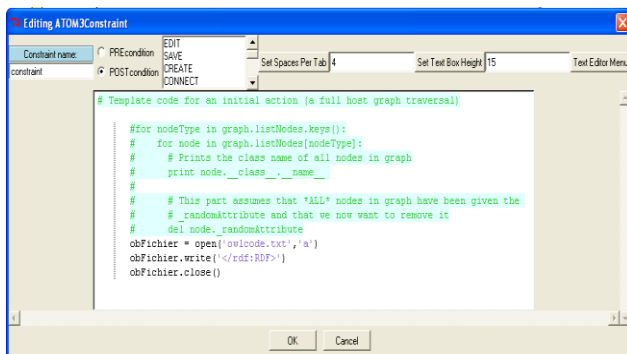 Editing ATOM3Constraint
Constraint name:
constraint
PREcondition
POSTcondition
EDIT
SAVE
CREATE
CONNECT
Set Spaces Per Tab 4
Set Text Box Height 15
Text Editor Menu
# Template code for an initial action (a full host graph traversal)
#for nodeType in graph.listNodes.keys():
#    for node in graph.listNodes[nodeType]:
#      # Prints the class name of all nodes in graph
#      print node.__class__.__name__
#
#      # This part assumes that *ALL* nodes in graph have been given the
#      # _randomAttribute and that we now want to remove it
#      del node._randomAttribute
obFichier = open('owlcode.txt','a')
obFichier.write('</rdf:RDF>')
obFichier.close()
OK
Cancel